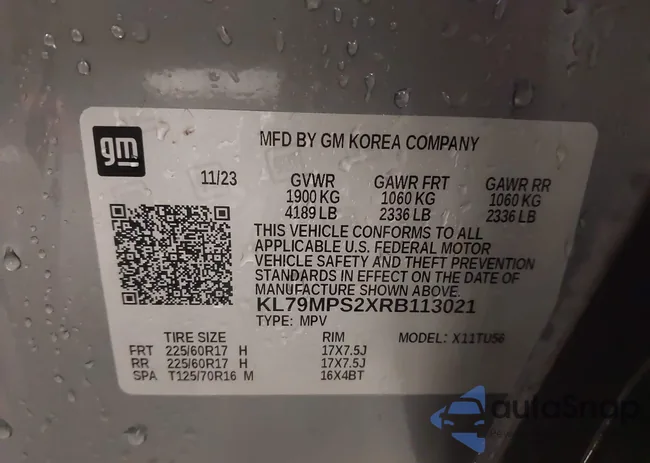 gm
MFD BY GM KOREA COMPANY
11/23 GVWR GAWR FRT GAWR RR
1900 KG 1060 KG 1060 KG
4189 LB 2336 LB 2336 LB
THIS VEHICLE CONFORMS TO ALL
APPLICABLE U.S. FEDERAL MOTOR
VEHICLE SAFETY AND THEFT PREVENTION
STANDARDS IN EFFECT ON THE DATE OF
MANUFACTURE SHOWN ABOVE.
KL79MPS2XRB113021
TYPE: MPV
TIRE SIZE RIM MODEL: X11TU56
FRT 225/60R17 H 17X7.5J
RR 225/60R17 H 17X7.5J
SPA T125/70R16 M 16X4BT
autoSnap